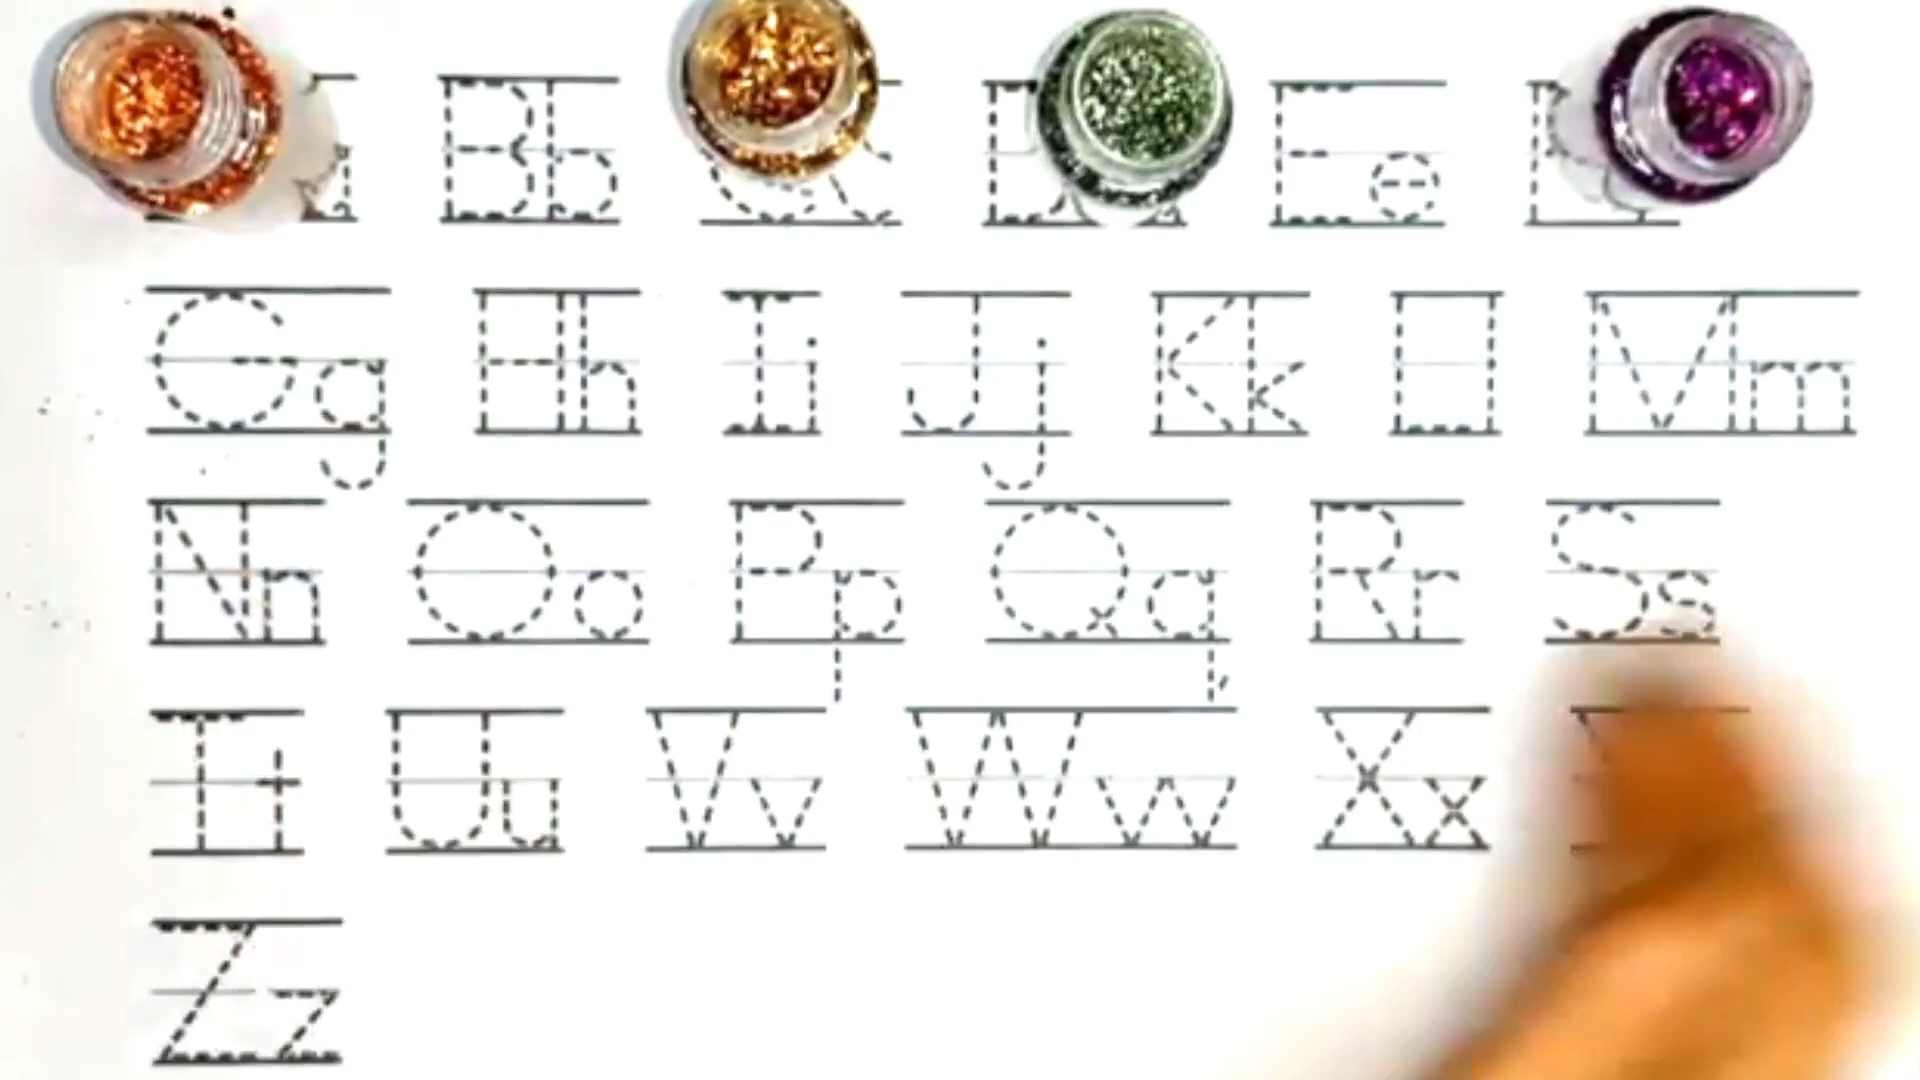 Bb Ee
Gg Hh Ii Jj Kk Ll Mm
Nn Oo Pp Qq Rr Ss
Tt Uu Vv Ww Xx
Zz